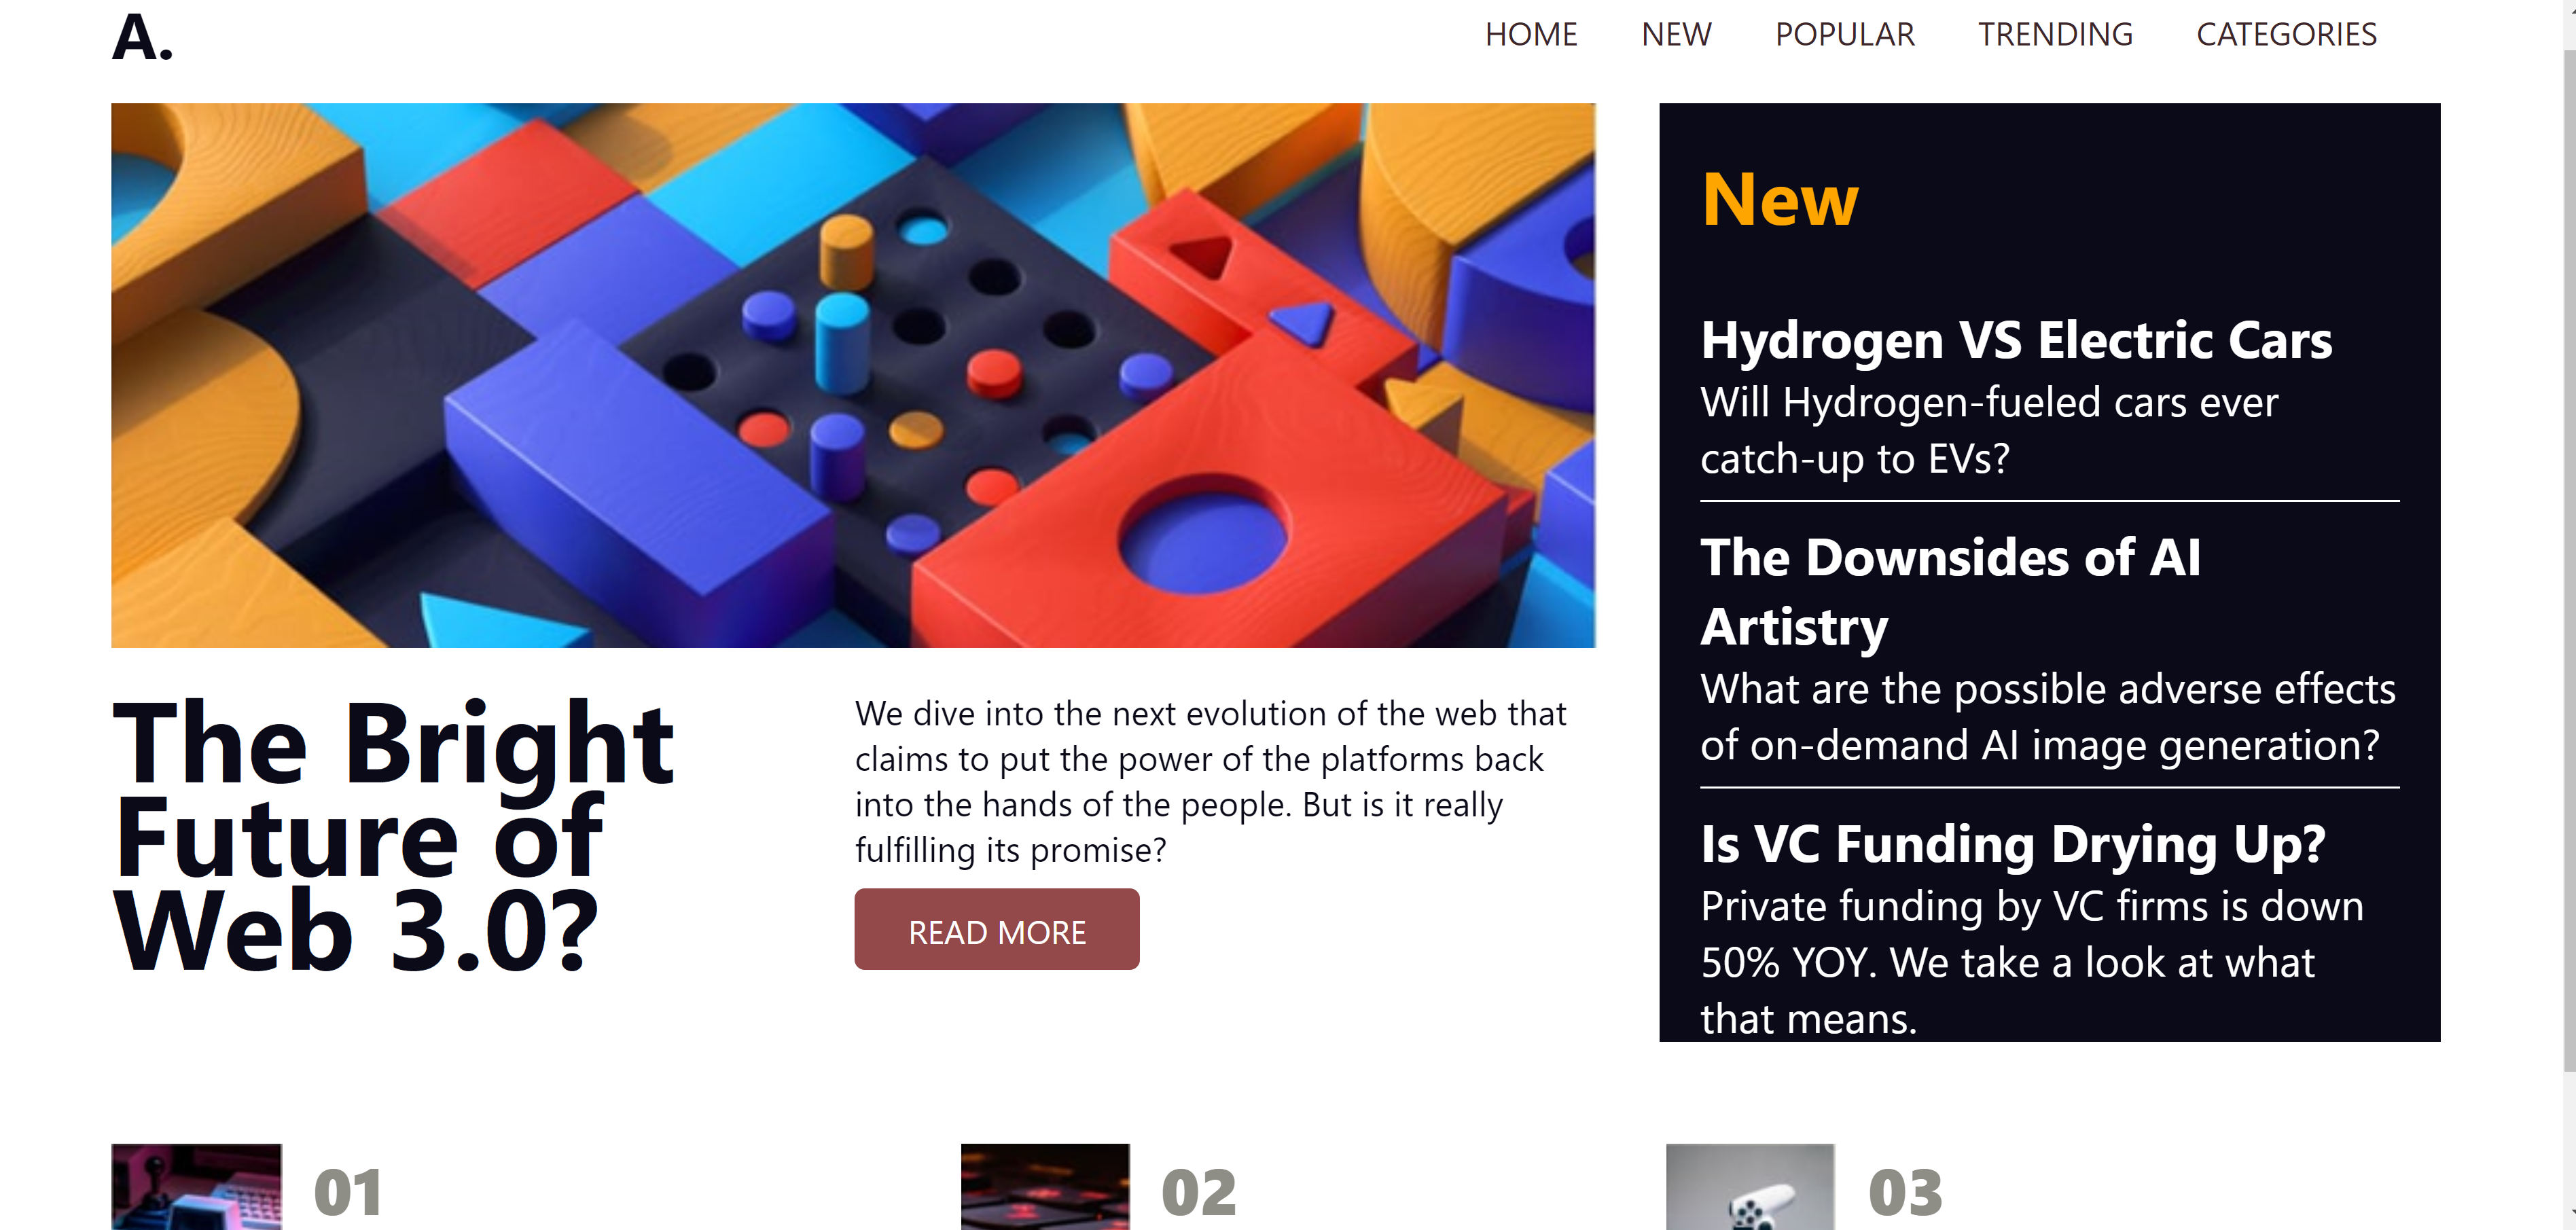 A.
HOME NEW POPULAR TRENDING CATEGORIES
The Bright
Future of
Web 3.0?
We dive into the next evolution of the web that
claims to put the power of the platforms back
into the hands of the people. But is it really
fulfilling its promise?
READ MORE
New
Hydrogen VS Electric Cars
Will Hydrogen-fueled cars ever
catch-up to EVs?
The Downsides of AI
Artistry
What are the possible adverse effects
of on-demand AI image generation?
Is VC Funding Drying Up?
Private funding by VC firms is down
50% YOY. We take a look at what
that means.
01
02
03